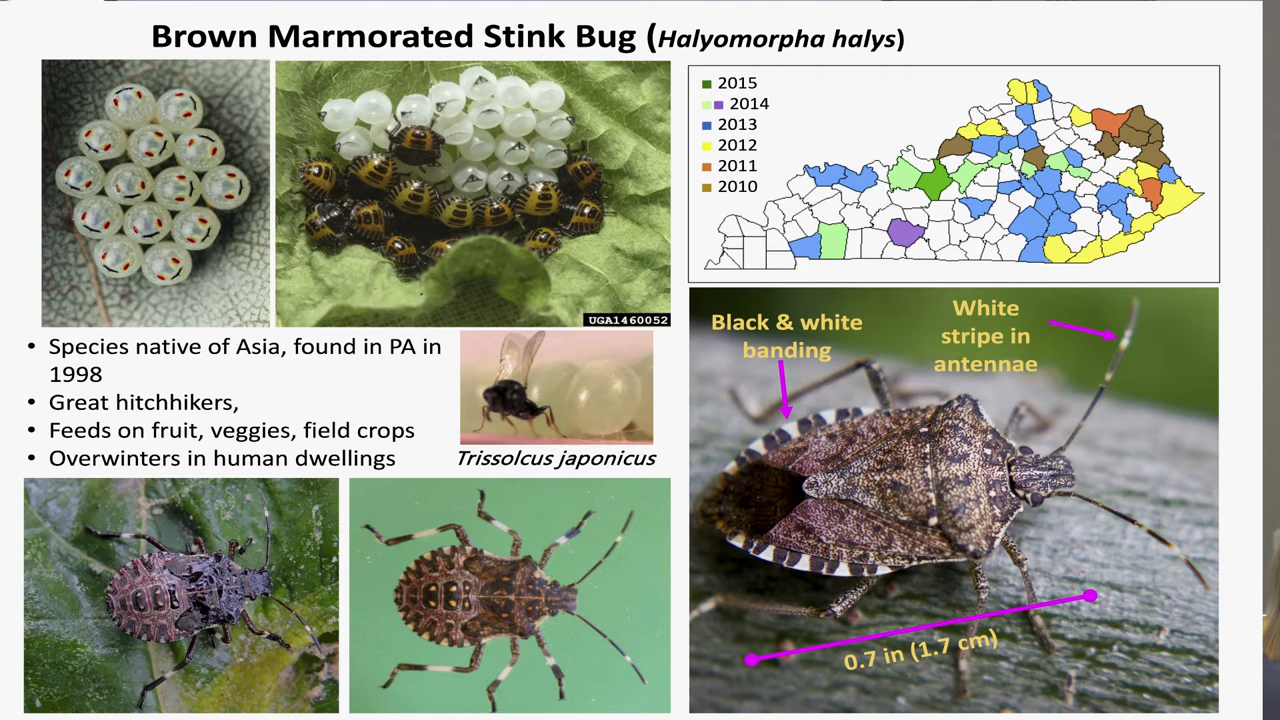 Brown Marmorated Stink Bug (Halyomorpha halys)
UGA1460052
2015
2014
2013
2012
2011
2010
• Species native of Asia, found in PA in
1998
• Great hitchhikers,
• Feeds on fruit, veggies, field crops
• Overwinters in human dwellings
Trissolcus japonicus
Black & white
banding
White
stripe in
antennae
0.7 in (1.7 cm)